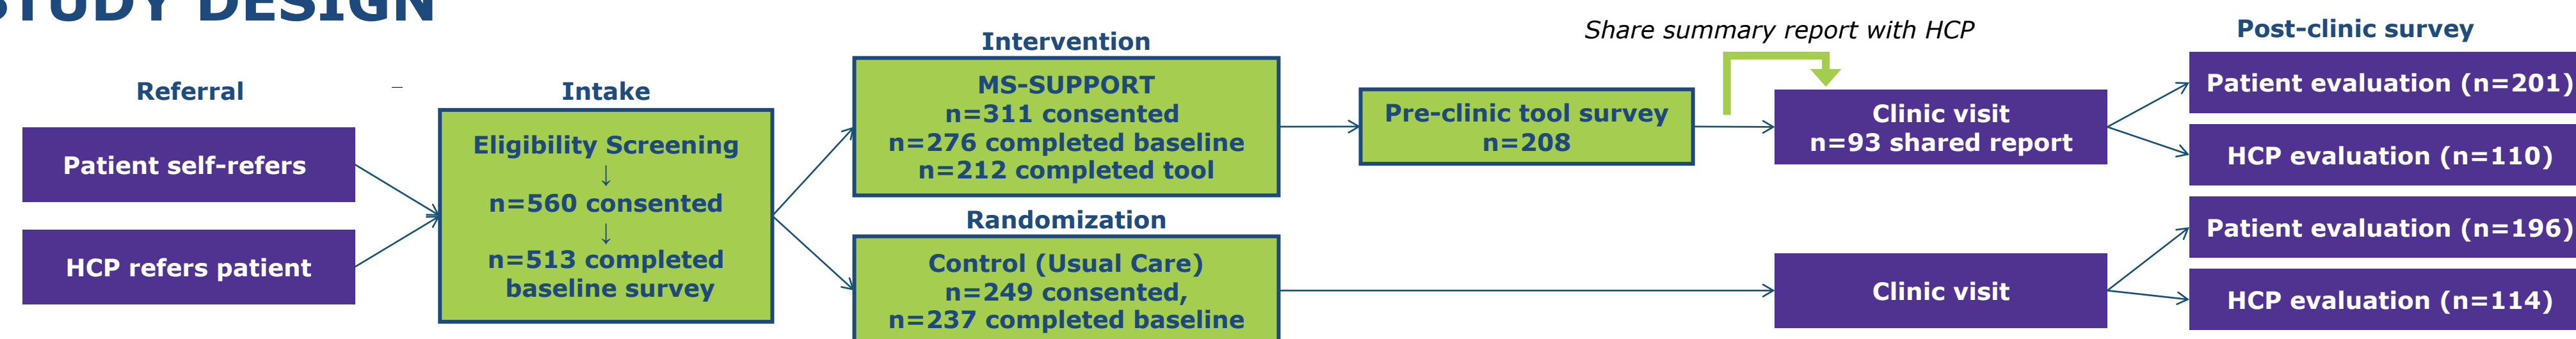 STUDY DESIGN
Referral
Patient self-refers
HCP refers patient
Intake
Eligibility Screening
↓
n=560 consented
↓
n=513 completed
baseline survey
Intervention
MS-SUPPORT
n=311 consented
n=276 completed baseline
n=212 completed tool
Randomization
Control (Usual Care)
n=249 consented,
n=237 completed baseline
Pre-clinic tool survey
n=208
Share summary report with HCP
Clinic visit
n=93 shared report
Clinic visit
Post-clinic survey
Patient evaluation (n=201)
HCP evaluation (n=110)
Patient evaluation (n=196)
HCP evaluation (n=114)